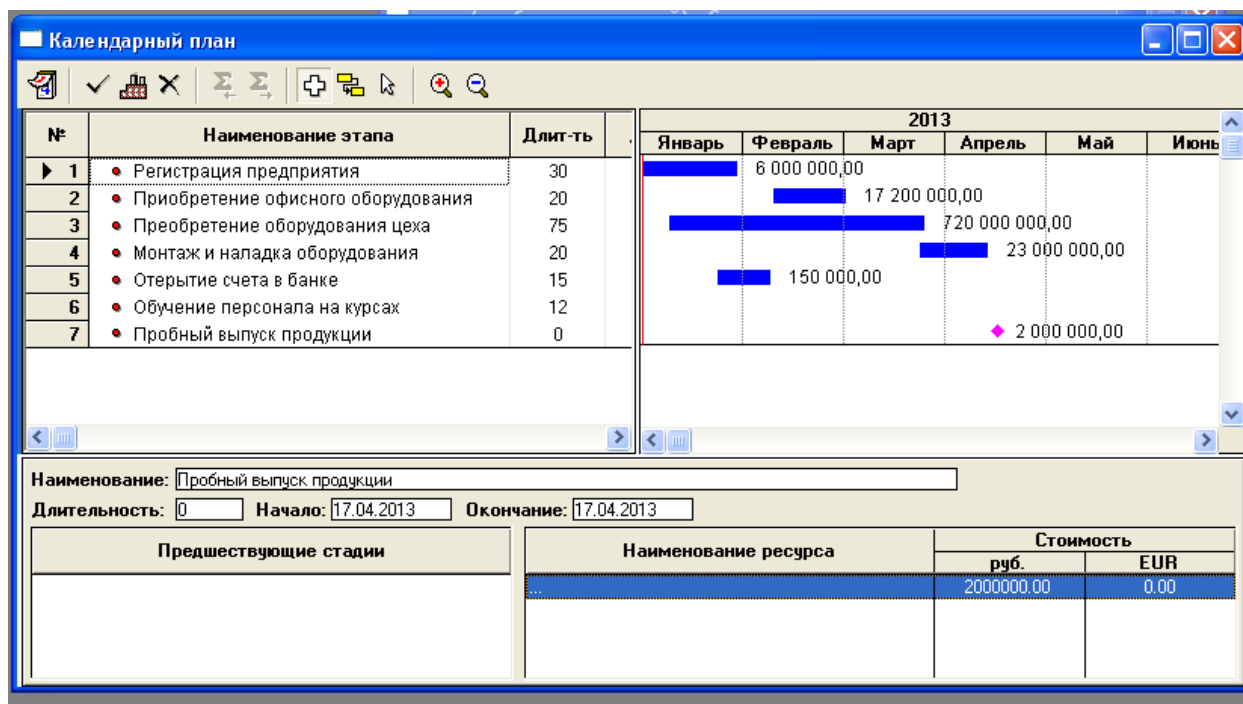 Календарный план
№ Наименование этапа Длит-ть
2013
Январь Февраль Март Апрель Май Июнь
1 Регистрация предприятия 30 6 000 000,00
2 Приобретение офисного оборудования 20 17 200 000,00
3 Преобретение оборудования цеха 75 720 000 000,00
4 Монтаж и наладка оборудования 20 23 000 000,00
5 Отерытие счета в банке 15 150 000,00
6 Обучение персонала на курсах 12
7 Пробный выпуск продукции 0 2 000 000,00
Наименование: Пробный выпуск продукции
Длительность: 0 Начало: 17.04.2013 Окончание: 17.04.2013
Предшествующие стадии Наименование ресурса Стоимость
руб. EUR
... 2000000.00 0.00